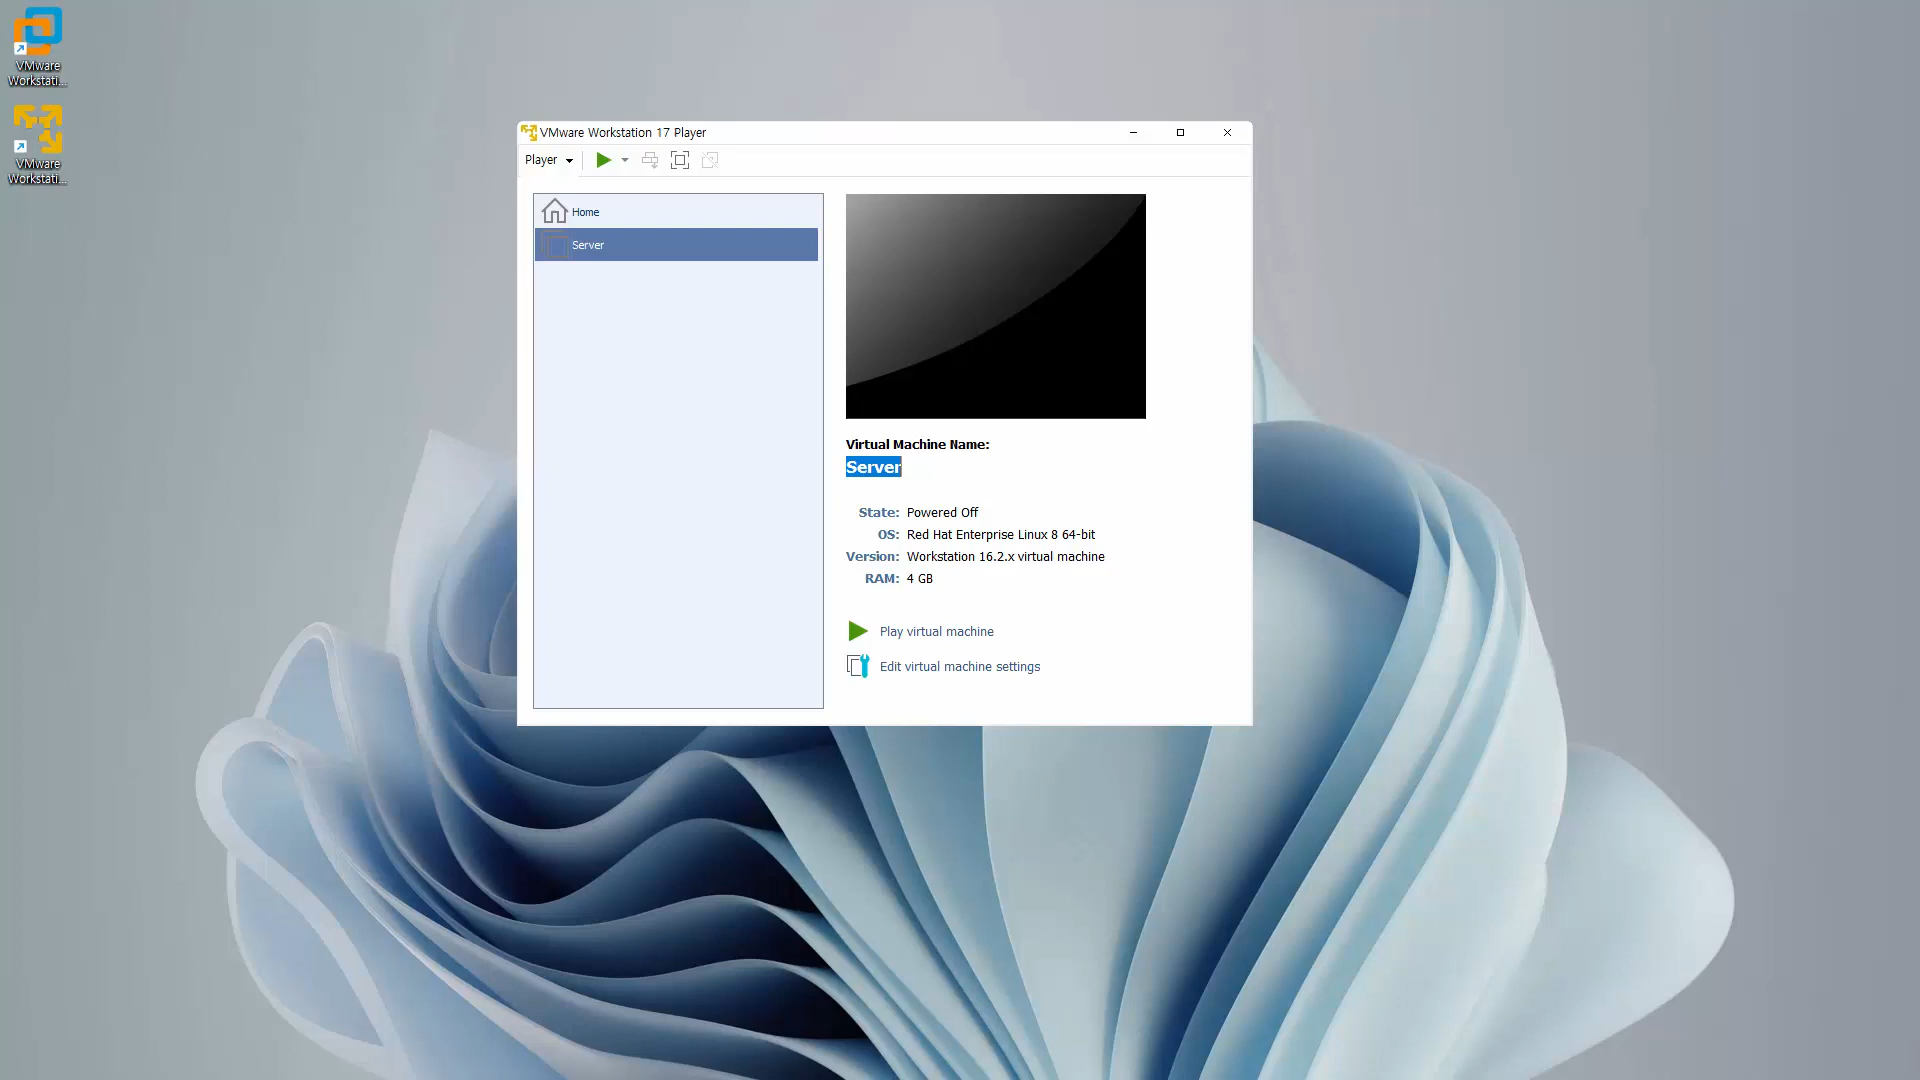 VMware
Workstati...
VMware
Workstati...
VMware Workstation 17 Player
Player
Home
Server
Virtual Machine Name:
Server
State: Powered Off
OS: Red Hat Enterprise Linux 8 64-bit
Version: Workstation 16.2.x virtual machine
RAM: 4 GB
Play virtual machine
Edit virtual machine settings